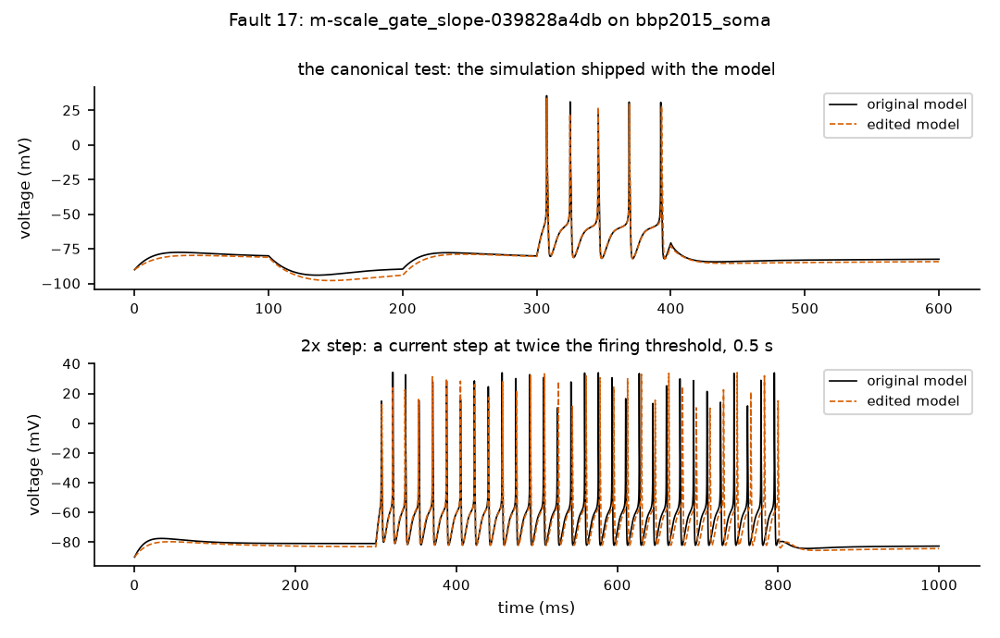 Fault 17: m-scale_gate_slope-039828a4db on bbp2015_soma
the canonical test: the simulation shipped with the model
voltage (mV)
25
0
−25
−50
−75
−100
original model
edited model
0
100
200
300
400
500
600
2x step: a current step at twice the firing threshold, 0.5 s
voltage (mV)
40
20
0
−20
−40
−60
−80
original model
edited model
0
200
400
600
800
1000
time (ms)